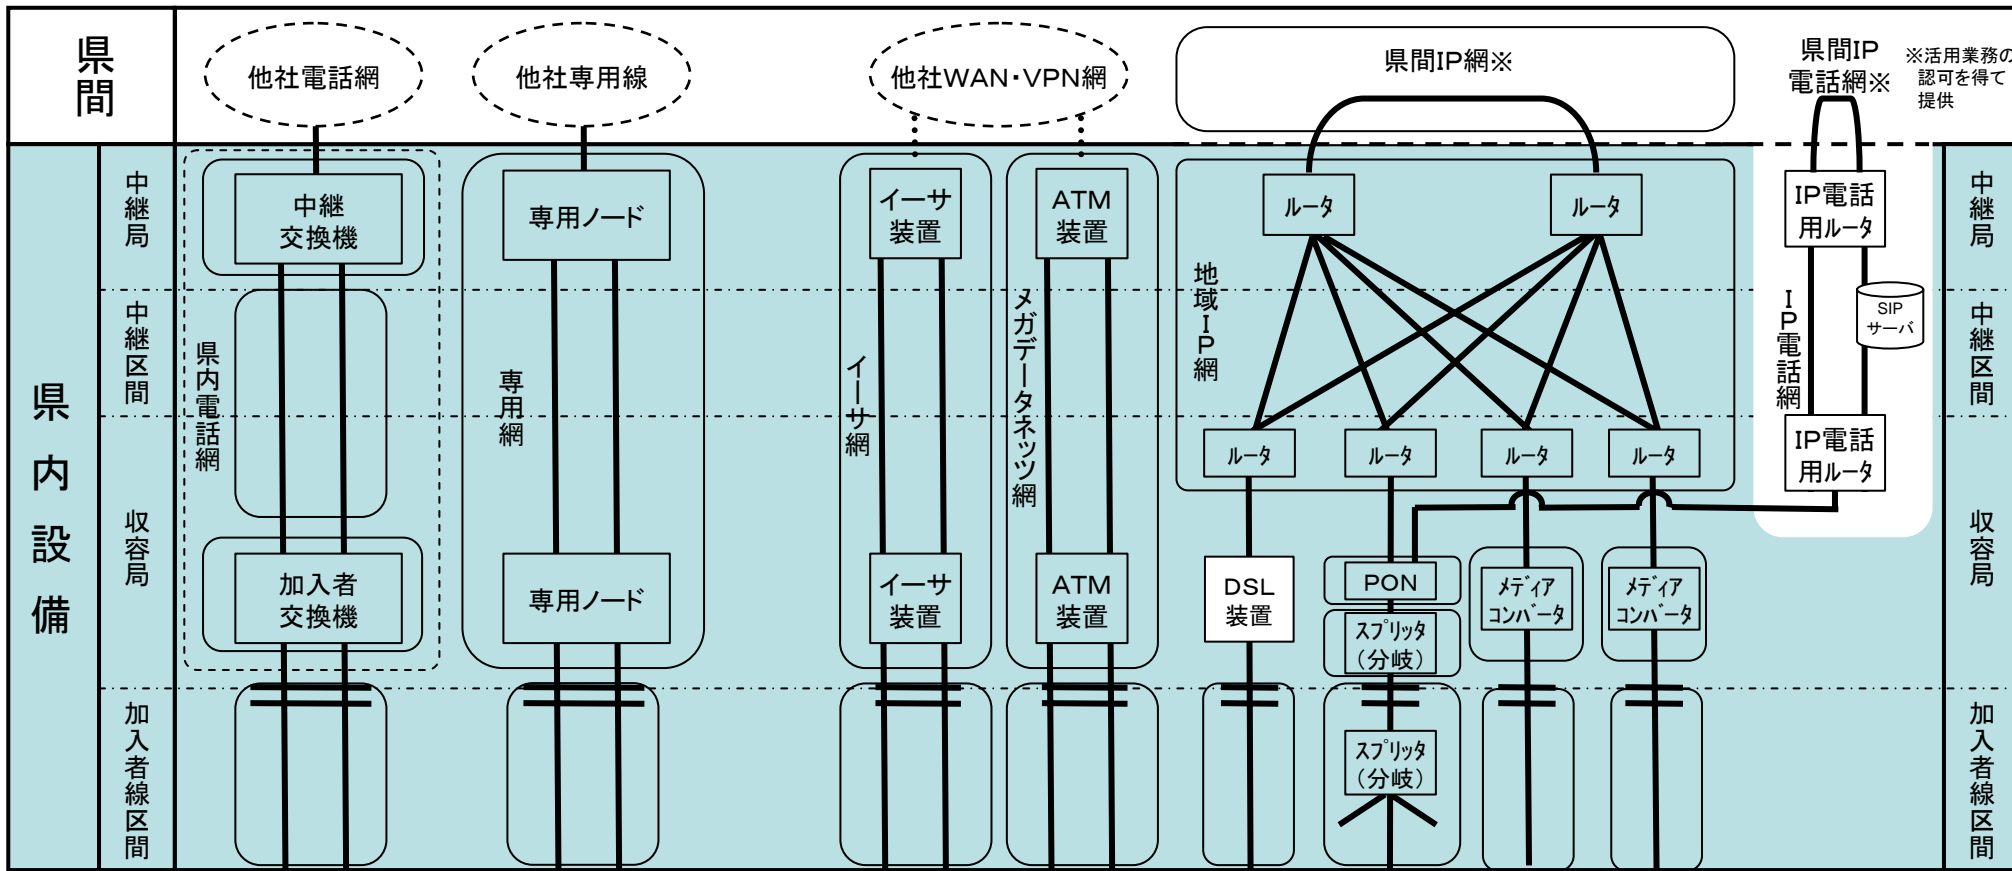 県間
他社電話網
他社専用線
他社WAN・VPN網
県間IP網※
県間IP
電話網※
※活用業務の
認可を得て
提供
県内設備
中継局
中継区間
収容局
加入者線区間
県内電話網
中継
交換機
加入者
交換機
専用網
専用ノード
専用ノード
イーサ網
イーサ
装置
イーサ
装置
メガデータネッツ網
ATM
装置
ATM
装置
地域IP網
ルータ
ルータ
ルータ
ルータ
ルータ
ルータ
DSL
装置
PON
スプリッタ
(分岐)
スプリッタ
(分岐)
メディア
コンバータ
メディア
コンバータ
IP電話網
IP電話
用ルータ
SIP
サーバ
IP電話
用ルータ
中継局
中継区間
収容局
加入者線区間